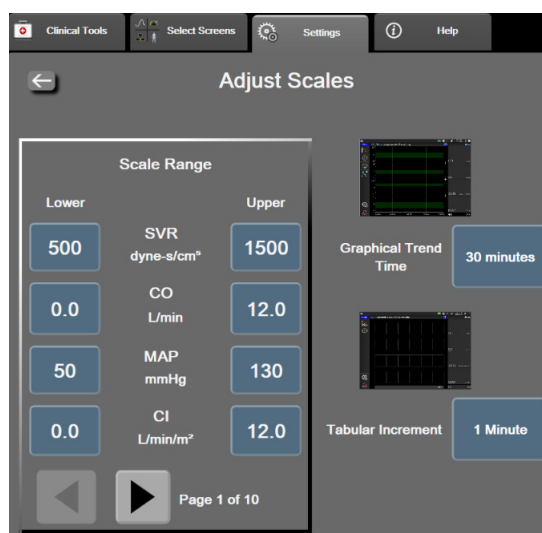 Clinical Tools
Select Screens
Settings
Help
Adjust Scales
Scale Range
Lower
Upper
500
SVR
dyne-s/cm⁵
1500
0.0
CO
L/min
12.0
50
MAP
mmHg
130
0.0
CI
L/min/m²
12.0
Page 1 of 10
Graphical Trend
Time
30 minutes
Tabular Increment
1 Minute